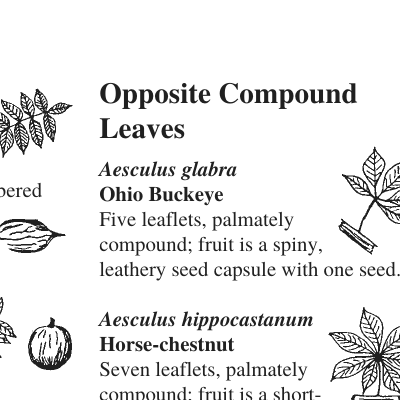 Opposite Compound
Leaves
Aesculus glabra
bered
Ohio Buckeye
Five leaflets, palmately
compound; fruit is a spiny,
leathery seed capsule with one seed.
Aesculus hippocastanum
Horse-chestnut
Seven leaflets, palmately
compound; fruit is a short-